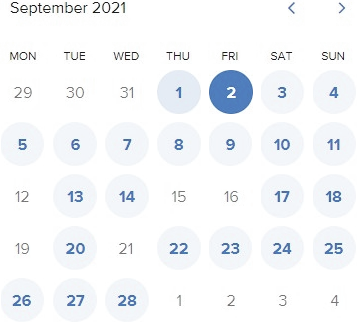 September 2021
MON TUE WED THU FRI SAT SUN
29 30 31 1 2 3 4
5 6 7 8 9 10 11
12 13 14 15 16 17 18
19 20 21 22 23 24 25
26 27 28 1 2 3 4